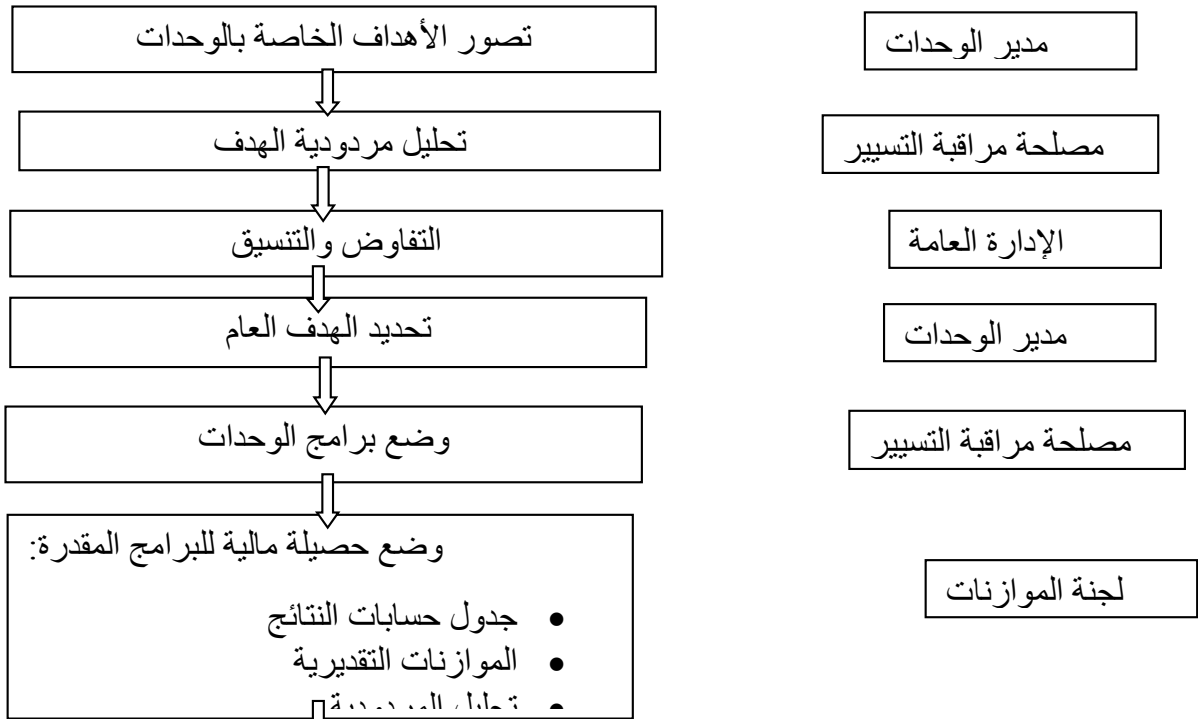 تصور الأهداف الخاصة بالوحدات
مدير الوحدات
تحليل مردودية الهدف
مصلحة مراقبة التسيير
التفاوض والتنسيق
الإدارة العامة
تحديد الهدف العام
مدير الوحدات
وضع برامج الوحدات
مصلحة مراقبة التسيير
وضع حصيلة مالية للبرامج المقدرة:
لجنة الموازنات
• جدول حسابات النتائج
• الموازنات التقديرية
• تحليل المردودية